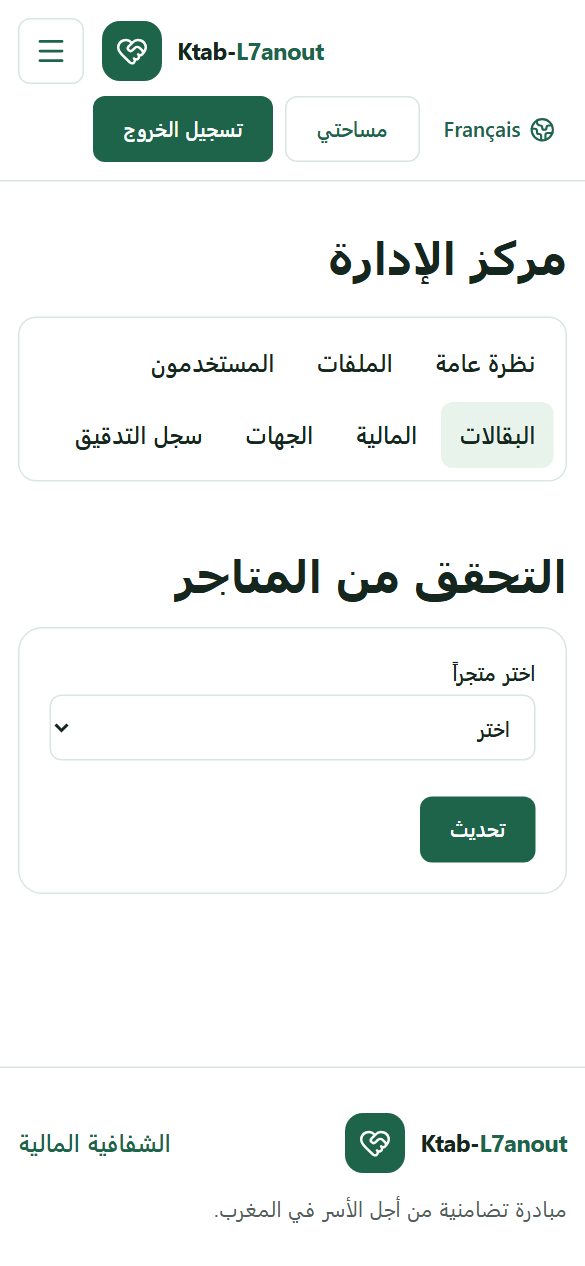 Ktab-L7anout
Français مساحتي تسجيل الخروج
مركز الإدارة
نظرة عامة الملفات المستخدمون
البقالات المالية الجهات سجل التدقيق
التحقق من المتاجر
اختر متجراً
اختر
تحديث
Ktab-L7anout الشفافية المالية
مبادرة تضامنية من أجل الأسر في المغرب.